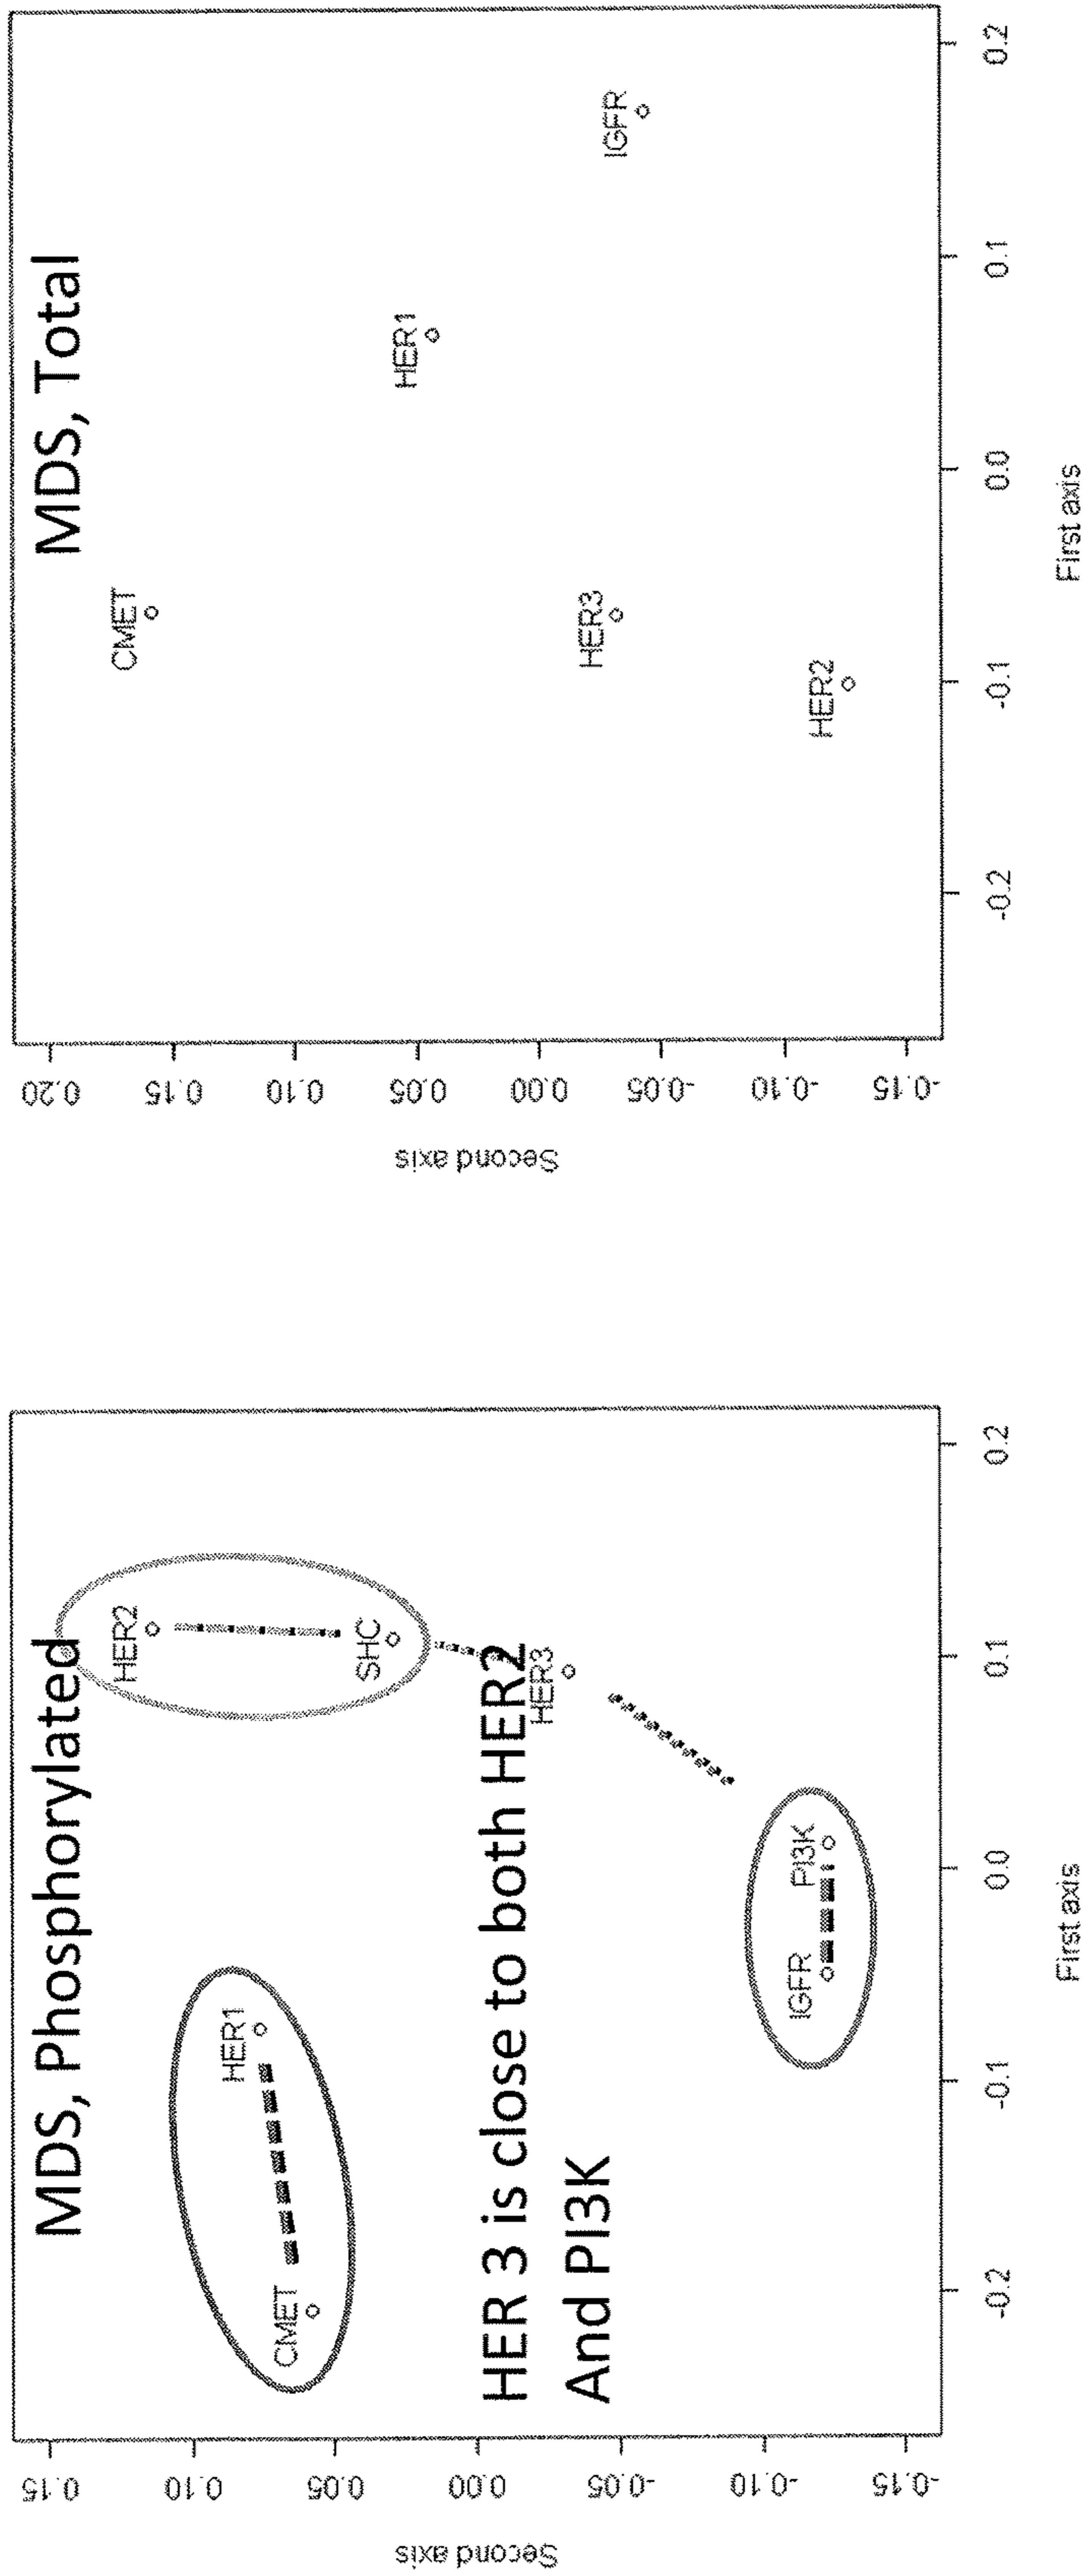 MDS, Phosphorylated
HER2
SHC
HER1
CMET
HER 3 is close to both HER2
HER3
And PI3K
IGFR PI3K
0.15
0.10
0.05
0.00
-0.05
-0.10
-0.15
Second axis
-0.2 -0.1 0.0 0.1 0.2
First axis
MDS, Total
CMET
HER1
HER3
IGFR
HER2
0.20
0.15
0.10
0.05
0.00
-0.05
-0.10
-0.15
Second axis
-0.2 -0.1 0.0 0.1 0.2
First axis